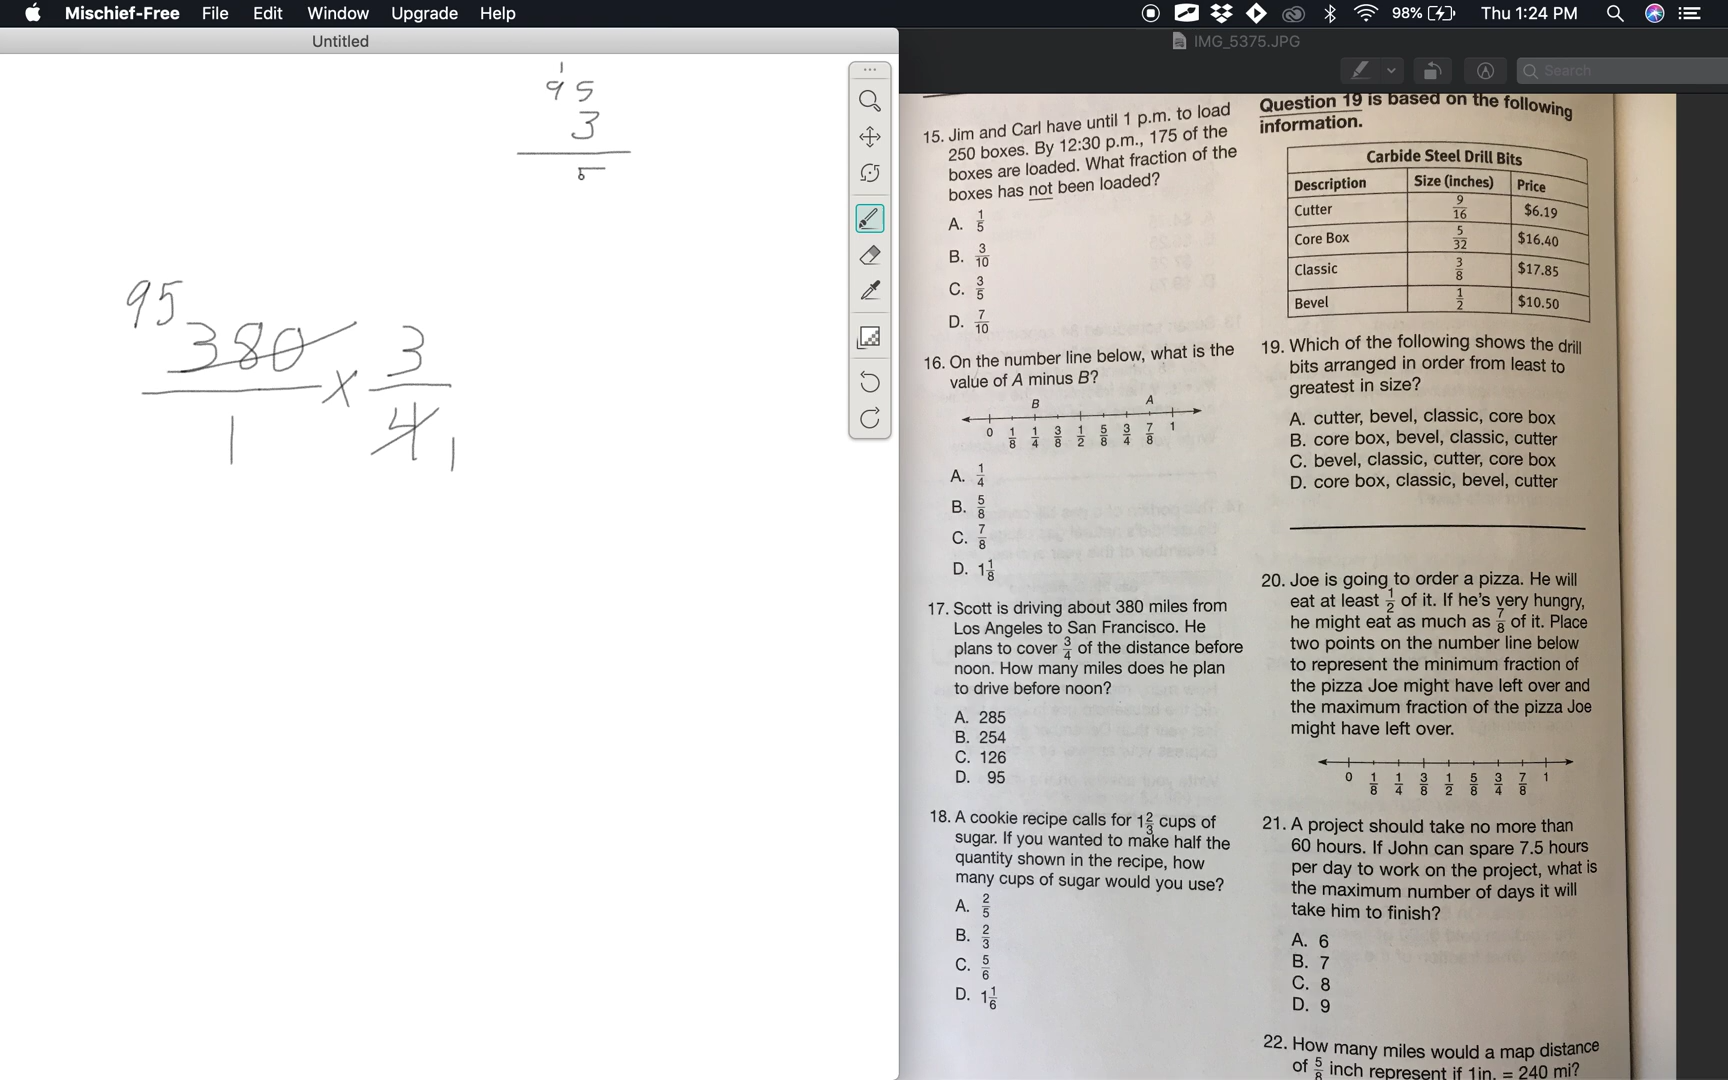 Mischief-Free File Edit Window Upgrade Help
98% Thu 1:24 PM
Untitled
IMG_5375.JPG
Search
1
95
3
5
95
380 × 3
1 4 1
15. Jim and Carl have until 1 p.m. to load
250 boxes. By 12:30 p.m., 175 of the
boxes are loaded. What fraction of the
boxes has not been loaded?
A. 1/5
B. 3/10
C. 3/5
D. 7/10
16. On the number line below, what is the
value of A minus B?
B A
0 1/8 1/4 3/8 1/2 5/8 3/4 7/8 1
A. 1/4
B. 5/8
C. 7/8
D. 1 1/8
17. Scott is driving about 380 miles from
Los Angeles to San Francisco. He
plans to cover 3/4 of the distance before
noon. How many miles does he plan
to drive before noon?
A. 285
B. 254
C. 126
D. 95
18. A cookie recipe calls for 1 2/3 cups of
sugar. If you wanted to make half the
quantity shown in the recipe, how
many cups of sugar would you use?
A. 2/5
B. 2/3
C. 5/6
D. 1 1/6
Question 19 is based on the following
information.
Carbide Steel Drill Bits
Description Size (inches) Price
Cutter 9/16 $6.19
Core Box 5/32 $16.40
Classic 3/8 $17.85
Bevel 1/2 $10.50
19. Which of the following shows the drill
bits arranged in order from least to
greatest in size?
A. cutter, bevel, classic, core box
B. core box, bevel, classic, cutter
C. bevel, classic, cutter, core box
D. core box, classic, bevel, cutter
20. Joe is going to order a pizza. He will
eat at least 1/2 of it. If he's very hungry,
he might eat as much as 7/8 of it. Place
two points on the number line below
to represent the minimum fraction of
the pizza Joe might have left over and
the maximum fraction of the pizza Joe
might have left over.
0 1/8 1/4 3/8 1/2 5/8 3/4 7/8 1
21. A project should take no more than
60 hours. If John can spare 7.5 hours
per day to work on the project, what is
the maximum number of days it will
take him to finish?
A. 6
B. 7
C. 8
D. 9
22. How many miles would a map distance
of 5/8 inch represent if 1in. = 240 mi?